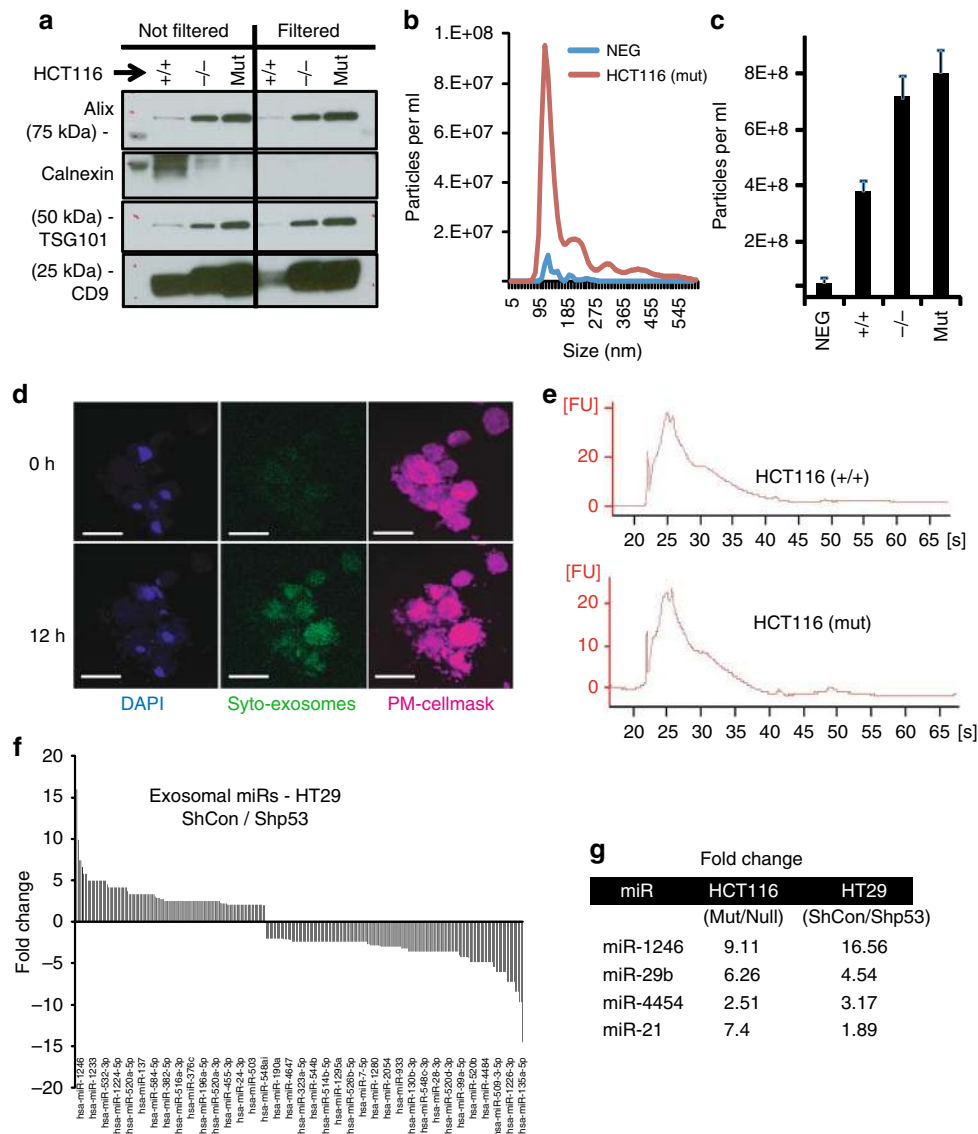 a
Not filtered Filtered
HCT116 +/+ −/− Mut +/+ −/− Mut
Alix
(75 kDa) -
Calnexin
(50 kDa) -
TSG101
(25 kDa) -
CD9
b
NEG
HCT116 (mut)
Particles per ml
1.E+08
8.E+07
6.E+07
4.E+07
2.E+07
5 95 185 275 365 455 545
Size (nm)
c
Particles per ml
8E+8
6E+8
4E+8
2E+8
NEG +/+ −/− Mut
d
0 h
12 h
DAPI Syto-exosomes PM-cellmask
e
[FU]
20
0
HCT116 (+/+)
20 25 30 35 40 45 50 55 60 65 [s]
[FU]
20
10
0
HCT116 (mut)
20 25 30 35 40 45 50 55 60 65 [s]
f
Exosomal miRs - HT29
ShCon / Shp53
Fold change
20
15
10
5
0
−5
−10
−15
−20
hsa-miR-1246
hsa-miR-1233
hsa-miR-532-3p
hsa-miR-1224-5p
hsa-miR-520a-5p
hsa-miR-137
hsa-miR-584-5p
hsa-miR-382-5p
hsa-miR-16a-3p
hsa-miR-376c
hsa-miR-196a-5p
hsa-miR-520a-3p
hsa-miR-455-3p
hsa-miR-24-3p
hsa-miR-503
hsa-miR-548ai
hsa-miR-190a
hsa-miR-4647
hsa-miR-323a-5p
hsa-miR-544b
hsa-miR-514b-5p
hsa-miR-129-5a
hsa-miR-526b-5p
hsa-miR-7-5p
hsa-miR-1280
hsa-miR-2054
hsa-miR-933
hsa-miR-130b-3p
hsa-miR-548c-3p
hsa-miR-28-3p
hsa-miR-520d-3p
hsa-miR-99a-5p
hsa-miR-520b
hsa-miR-4484
hsa-miR-509-3-5p
hsa-miR-1226-3p
hsa-miR-135a-5p
g
Fold change
miR HCT116 HT29
(Mut/Null) (ShCon/Shp53)
miR-1246 9.11 16.56
miR-29b 6.26 4.54
miR-4454 2.51 3.17
miR-21 7.4 1.89